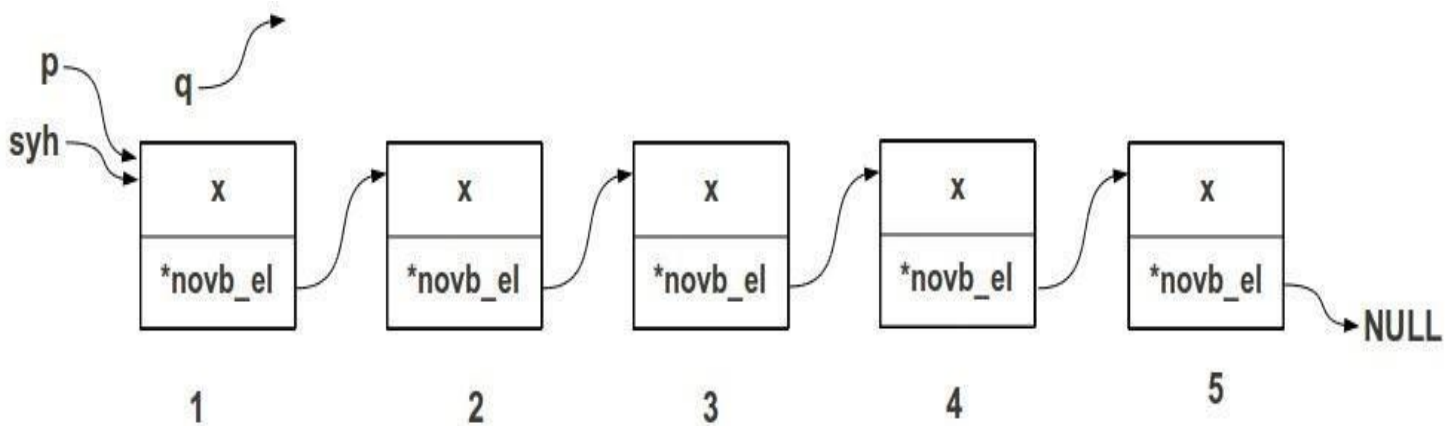 p
q
syh
x x x x x
*novb_el *novb_el *novb_el *novb_el *novb_el
NULL
1 2 3 4 5